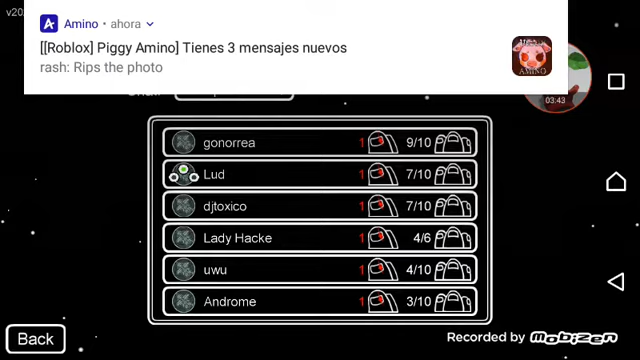 v20
Amino • ahora
[[Roblox] Piggy Amino] Tienes 3 mensajes nuevos
rash: Rips the photo
AMINO
03:43
gonorrea 1 9/10
Lud 1 7/10
djtoxico 1 7/10
Lady Hacke 1 4/6
uwu 1 4/10
Androme 1 3/10
Back
Recorded by Mobizen